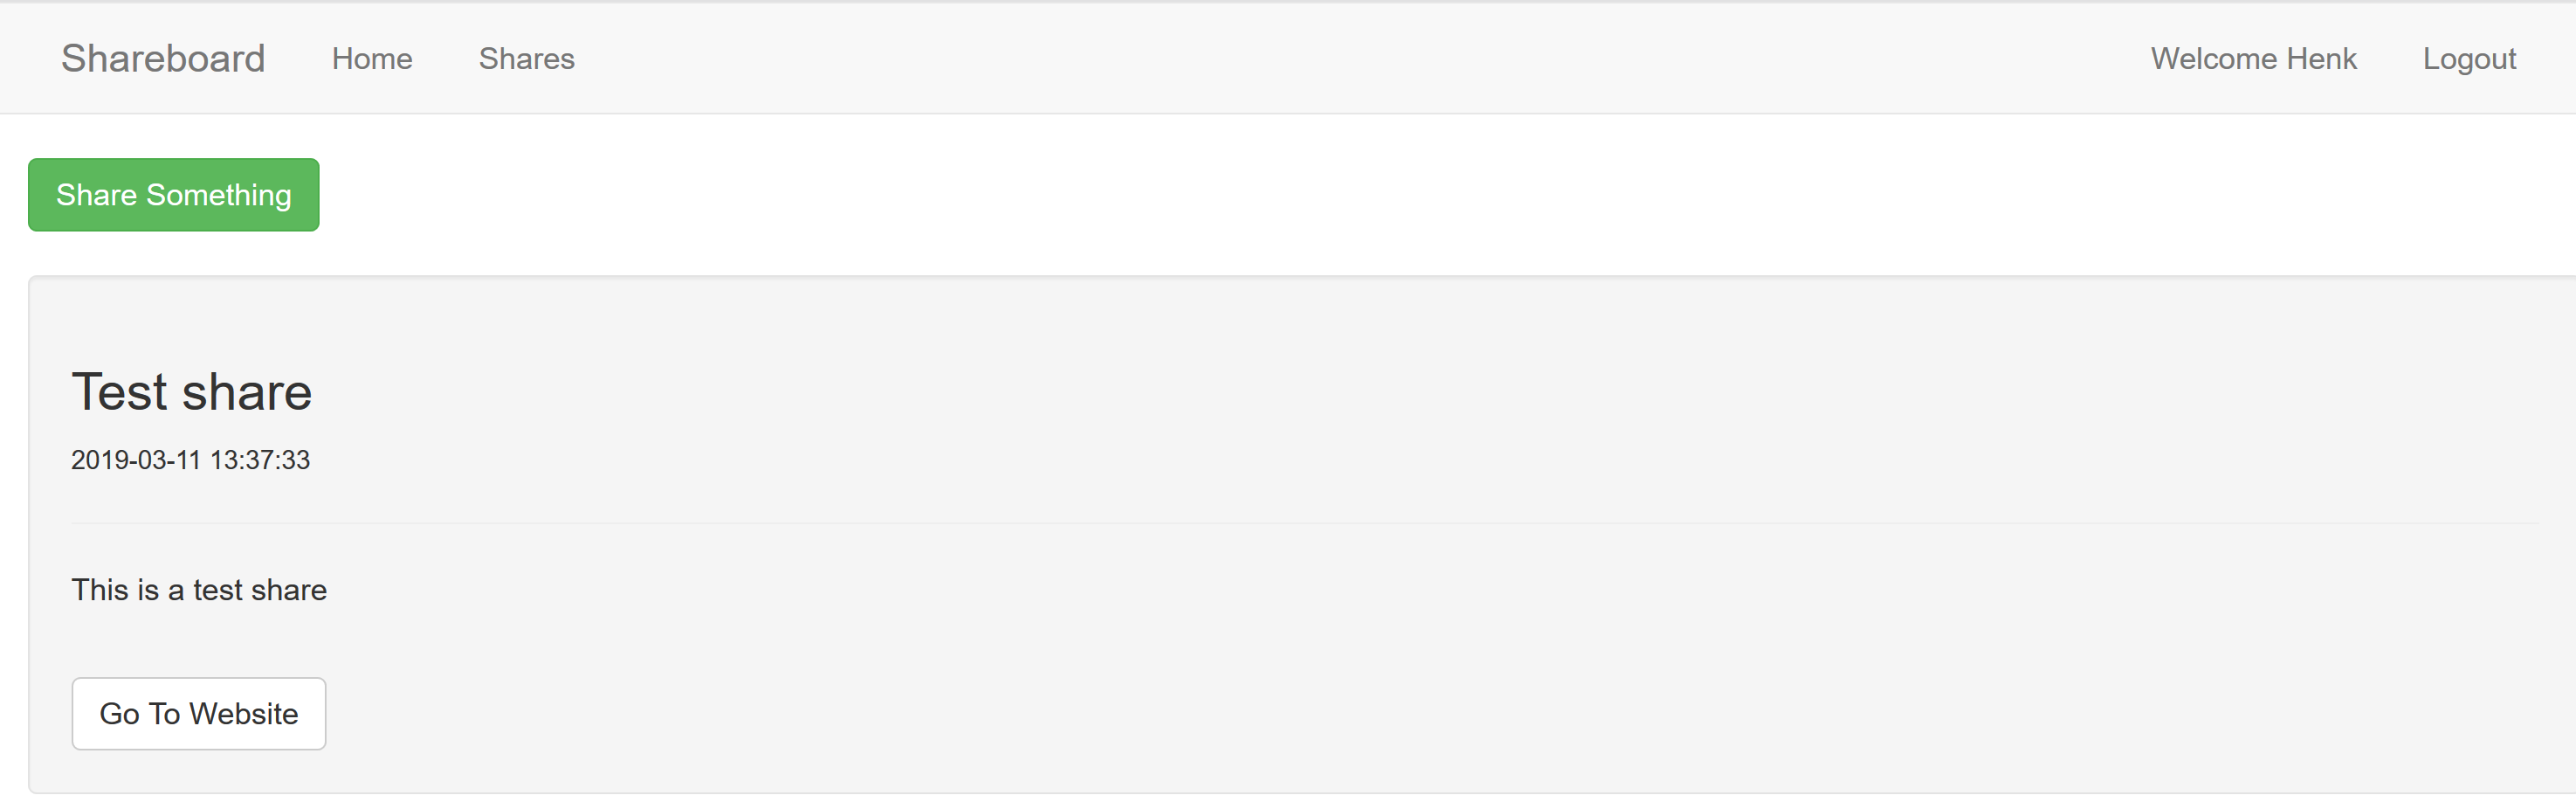 Shareboard Home Shares Welcome Henk Logout
Share Something
Test share
2019-03-11 13:37:33
This is a test share
Go To Website